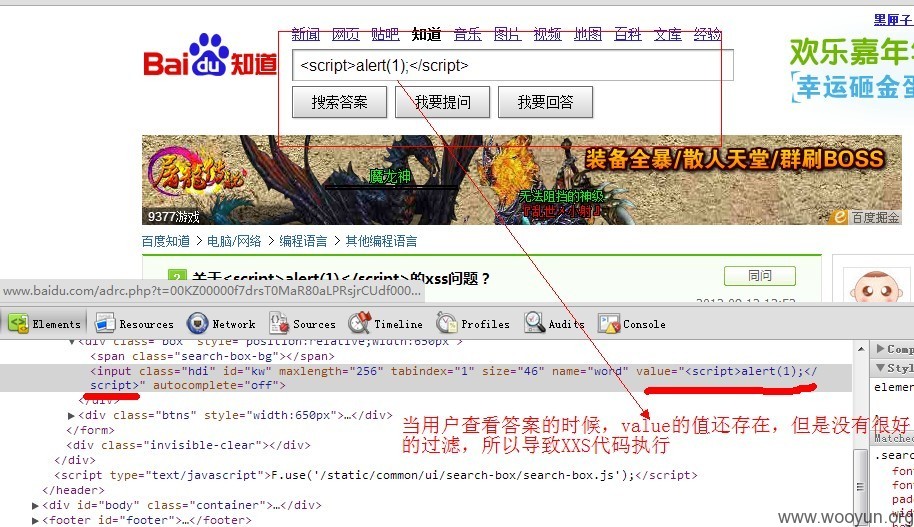 新闻 网页 贴吧 知道 音乐 图片 视频 地图 百科 文库 经验
黑匣子
Bai du 知道
<script>alert(1);</script>
欢乐嘉年
幸运砸金蛋
搜索答案 我要提问 我要回答
装备全暴/散人天堂/群刷BOSS
魔龙神
无法阻挡的神级
9377游戏
百度掘金
百度知道 > 电脑/网络 > 编程语言 > 其他编程语言
关于<script>alert(1)</script>的xss问题?
同问
www.baidu.com/adrc.php?t=00KZ00000f7drsT0MaR80aLPRsjrCUdf000...
Elements Resources Network Sources Timeline Profiles Audits Console
▼<div class="box" style="position:relative;width:650px">
<span class="search-box-bg"></span>
<input class="hdi" id="kw" maxlength="256" tabindex="1" size="46" name="word" value="<script>alert(1);</
script>" autocomplete="off">
</div>
▶<div class="btns" style="width:650px">…</div>
</form>
<div class="invisible-clear"></div>
</div>
<script type="text/javascript">F.use('/static/common/ui/search-box/search-box.js');</script>
</header>
▶<div id="body" class="container">…</div>
▶<footer id="footer">…</footer>
当用户查看答案的时候，value的值还存在，但是没有很好
的过滤，所以导致XXS代码执行
▶Comp
▼Styl
elemen
Matched
.searc
font
font
padd
widt
www.wooyun.org